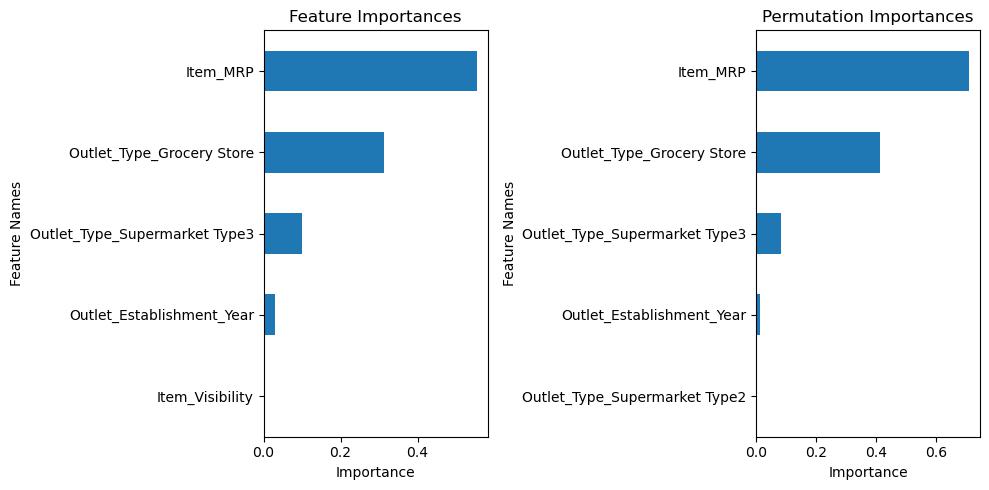 Feature Importances
Feature Names
Item_MRP
Outlet_Type_Grocery Store
Outlet_Type_Supermarket Type3
Outlet_Establishment_Year
Item_Visibility
0.0 0.2 0.4
Importance
Permutation Importances
Feature Names
Item_MRP
Outlet_Type_Grocery Store
Outlet_Type_Supermarket Type3
Outlet_Establishment_Year
Outlet_Type_Supermarket Type2
0.0 0.2 0.4 0.6
Importance